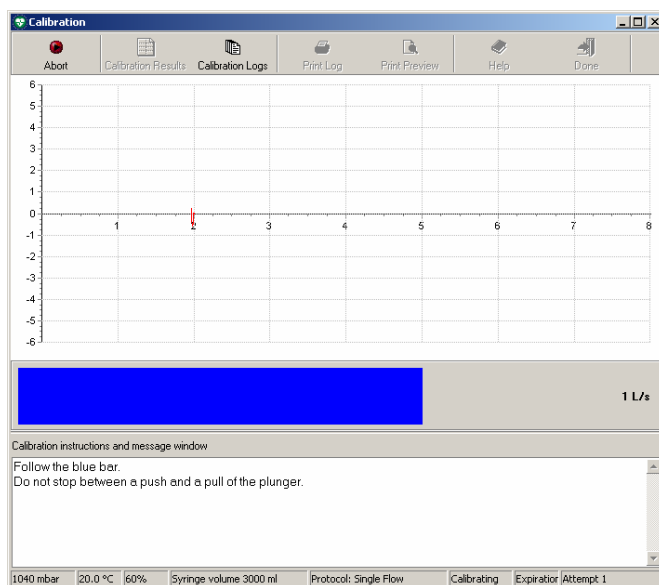 Calibration
Abort Calibration Results Calibration Logs Print Log Print Preview Help Done
6
5
4
3
2
1
0
1 2 3 4 5 6 7 8
-1
-2
-3
-4
-5
-6
1 L/s
Calibration instructions and message window
Follow the blue bar.
Do not stop between a push and a pull of the plunger.
1040 mbar 20.0 °C 60% Syringe volume 3000 ml Protocol: Single Flow Calibrating Expiration Attempt 1